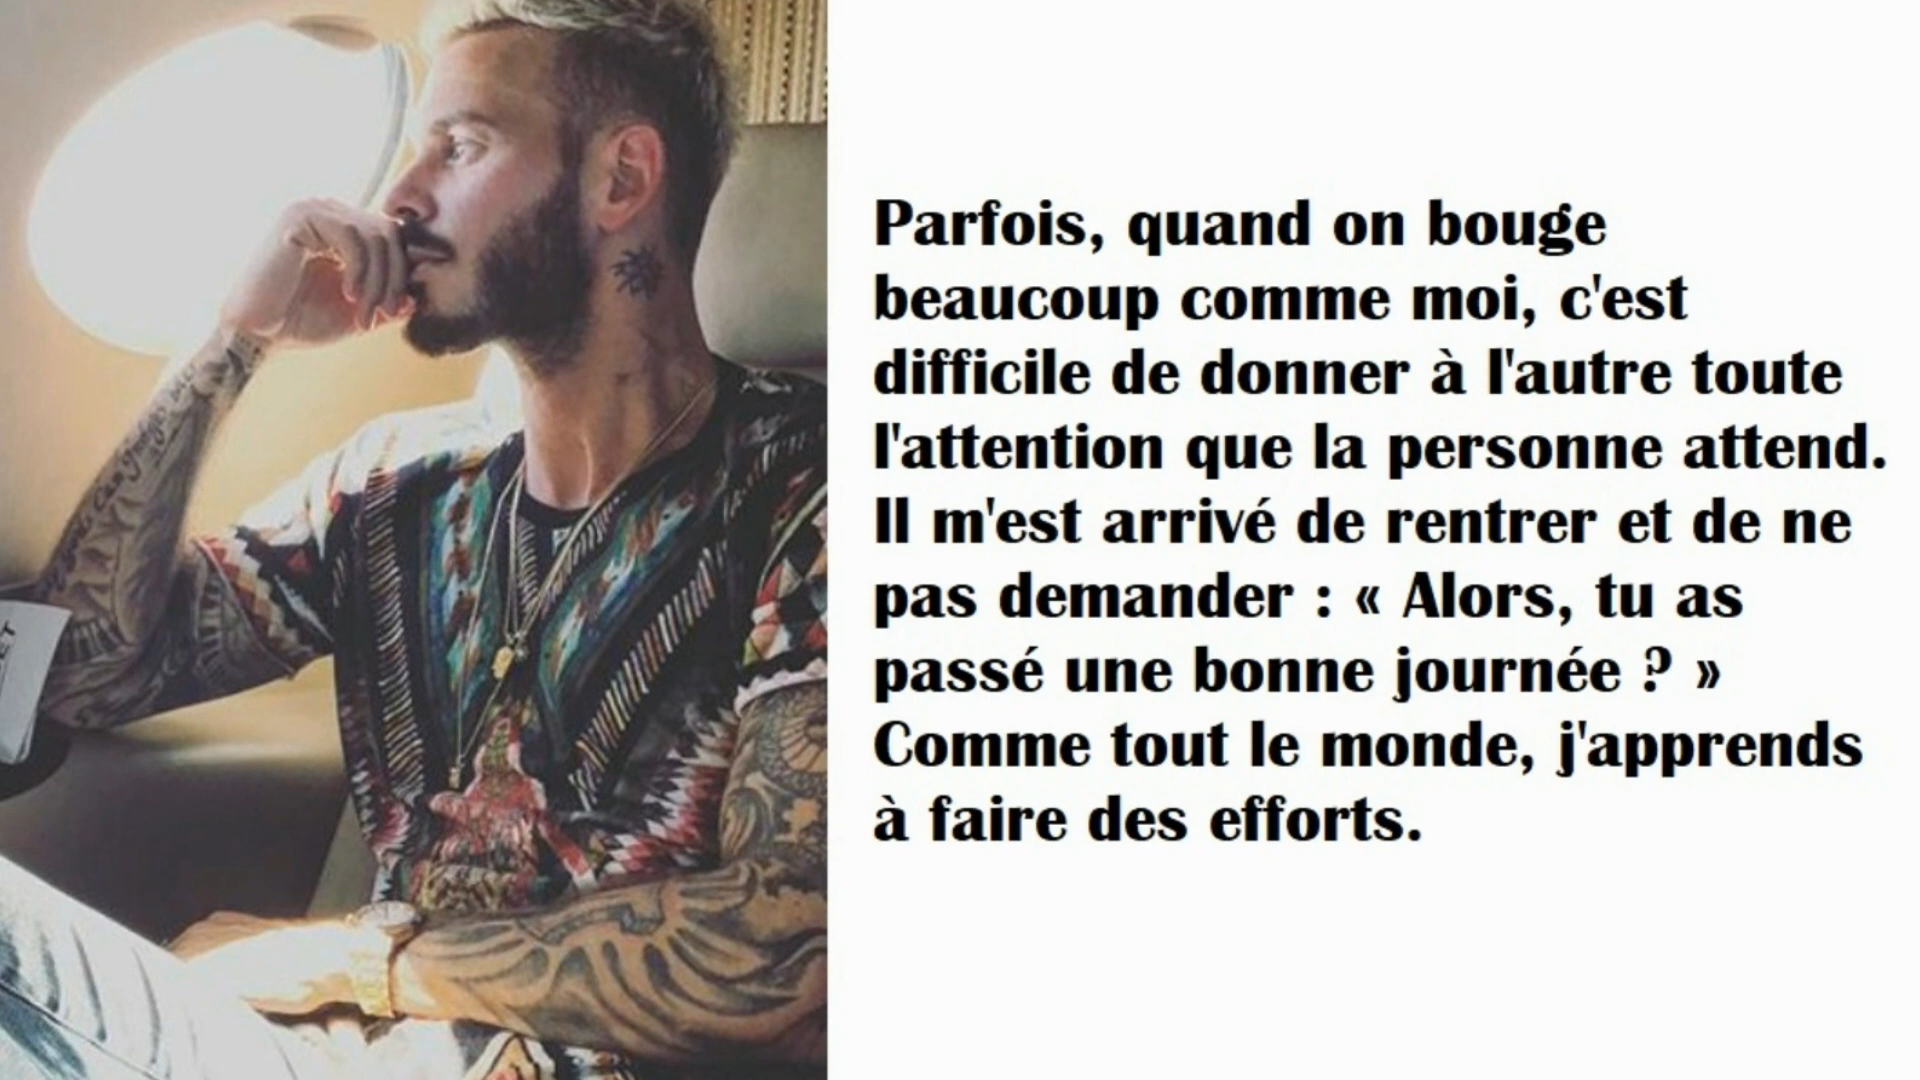 Parfois, quand on bouge
beaucoup comme moi, c'est
difficile de donner à l'autre toute
l'attention que la personne attend.
Il m'est arrivé de rentrer et de ne
pas demander : « Alors, tu as
passé une bonne journée ? »
Comme tout le monde, j'apprends
à faire des efforts.